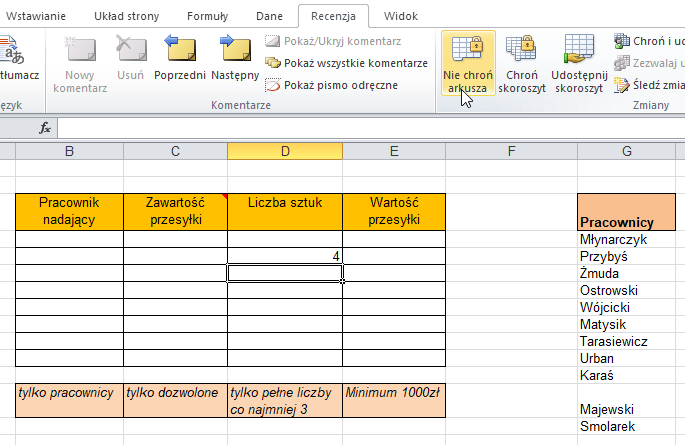 Wstawianie Układ strony Formuły Dane Recenzja Widok
tłumacz
ęzyk
Nowy komentarz
Usuń
Poprzedni
Następny
Pokaż/Ukryj komentarz
Pokaż wszystkie komentarze
Pokaż pismo odręczne
Komentarze
Nie chroń arkusza
Chroń skoroszyt
Udostępnij skoroszyt
Chroń i ud
Zezwalaj u
Śledź zmia
Zmiany
fx
B C D E F G
Pracownik nadający
Zawartość przesyłki
Liczba sztuk
Wartość przesyłki
Pracownicy
Młynarczyk
4 Przybyś
Żmuda
Ostrowski
Wójcicki
Matysik
Tarasiewicz
Urban
Karaś
tylko pracownicy
tylko dozwolone
tylko pełne liczby co najmniej 3
Minimum 1000zł
Majewski
Smolarek